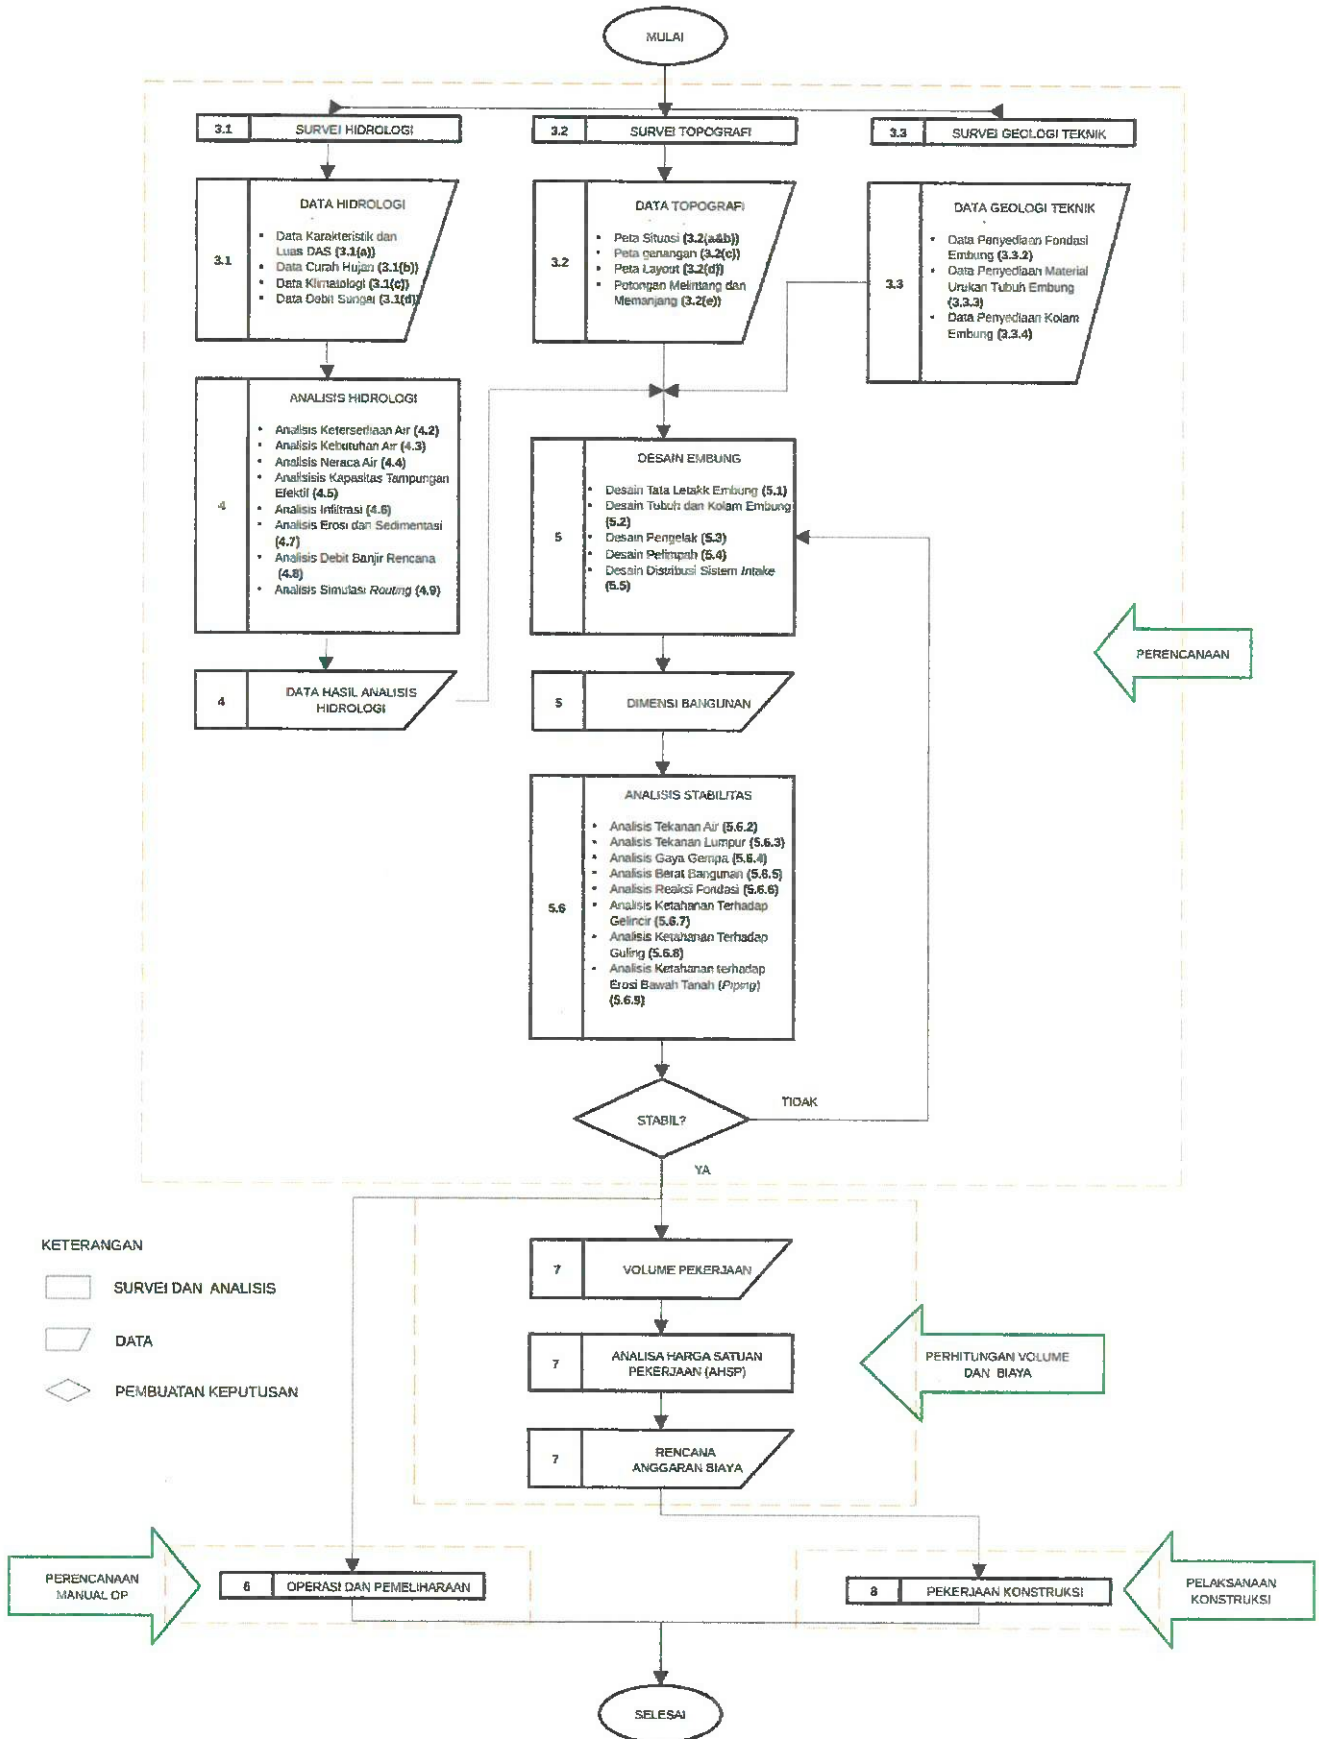 MULAI
3.1 SURVEI HIDROLOGI
3.2 SURVEI TOPOGRAFI
3.3 SURVEI GEOLOGI TEKNIK
3.1
DATA HIDROLOGI
• Data Karakteristik dan
Luas DAS (3.1(a))
• Data Curah Hujan (3.1(b))
• Data Klimatologi (3.1(c))
• Data Debit Sungai (3.1(d))
3.2
DATA TOPOGRAFI
• Peta Situasi (3.2(a&b))
• Peta genangan (3.2(c))
• Peta Layout (3.2(d))
• Potongan Melintang dan
Memanjang (3.2(e))
3.3
DATA GEOLOGI TEKNIK
• Data Penyediaan Fondasi
Embung (3.3.2)
• Data Penyediaan Material
Urukan Tubuh Embung
(3.3.3)
• Data Penyediaan Kolam
Embung (3.3.4)
4
ANALISIS HIDROLOGI
• Analisis Ketersediaan Air (4.2)
• Analisis Kebutuhan Air (4.3)
• Analisis Neraca Air (4.4)
• Analisisis Kapasitas Tampungan
Efektif (4.5)
• Analisis Infiltrasi (4.6)
• Analisis Erosi dan Sedimentasi
(4.7)
• Analisis Debit Banjir Rencana
(4.8)
• Analisis Simulasi Routing (4.9)
4
DATA HASIL ANALISIS
HIDROLOGI
5
DESAIN EMBUNG
• Desain Tata Letakk Embung (5.1)
• Desain Tubuh dan Kolam Embung
(5.2)
• Desain Pengelak (5.3)
• Desain Pelimpah (5.4)
• Desain Distribusi Sistem Intake
(5.5)
PERENCANAAN
5 DIMENSI BANGUNAN
5.6
ANALISIS STABILITAS
• Analisis Tekanan Air (5.6.2)
• Analisis Tekanan Lumpur (5.6.3)
• Analisis Gaya Gempa (5.6.4)
• Analisis Berat Bangunan (5.6.5)
• Analisis Reaksi Fondasi (5.6.6)
• Analisis Ketahanan Terhadap
Gelincir (5.6.7)
• Analisis Ketahanan Terhadap
Guling (5.6.8)
• Analisis Ketahanan terhadap
Erosi Bawah Tanah (Piping)
(5.6.9)
STABIL?
TIDAK
YA
KETERANGAN
SURVEI DAN ANALISIS
DATA
PEMBUATAN KEPUTUSAN
7 VOLUME PEKERJAAN
7
ANALISA HARGA SATUAN
PEKERJAAN (AHSP)
7
RENCANA
ANGGARAN BIAYA
PERHITUNGAN VOLUME
DAN BIAYA
PERENCANAAN
MANUAL OP
6 OPERASI DAN PEMELIHARAAN
8 PEKERJAAN KONSTRUKSI
PELAKSANAAN
KONSTRUKSI
SELESAI